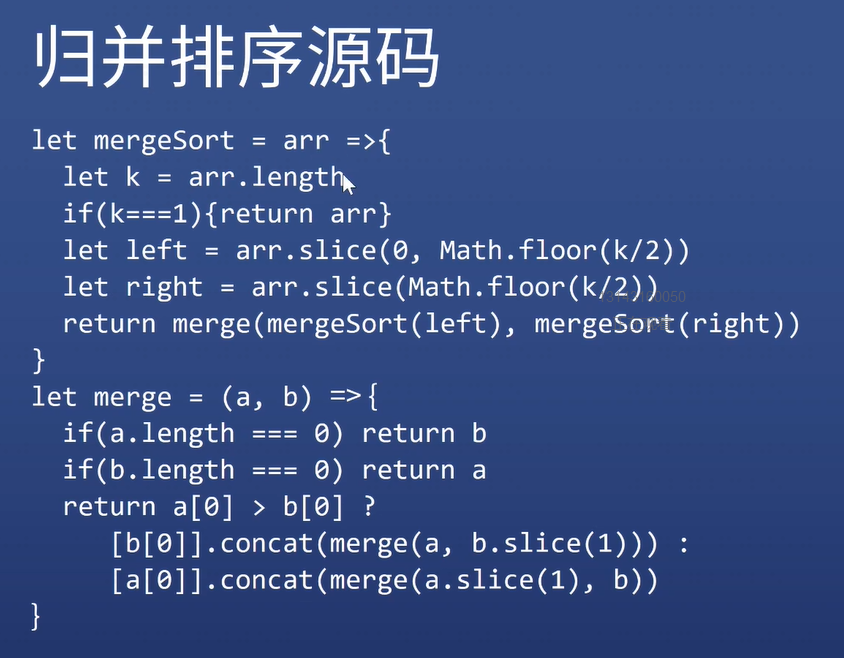 归并排序源码
let mergeSort = arr =>{
  let k = arr.length
  if(k===1){return arr}
  let left = arr.slice(0, Math.floor(k/2))
  let right = arr.slice(Math.floor(k/2))
  return merge(mergeSort(left), mergeSort(right))
}
let merge = (a, b) =>{
  if(a.length === 0) return b
  if(b.length === 0) return a
  return a[0] > b[0] ?
     [b[0]].concat(merge(a, b.slice(1))) :
     [a[0]].concat(merge(a.slice(1), b))
}